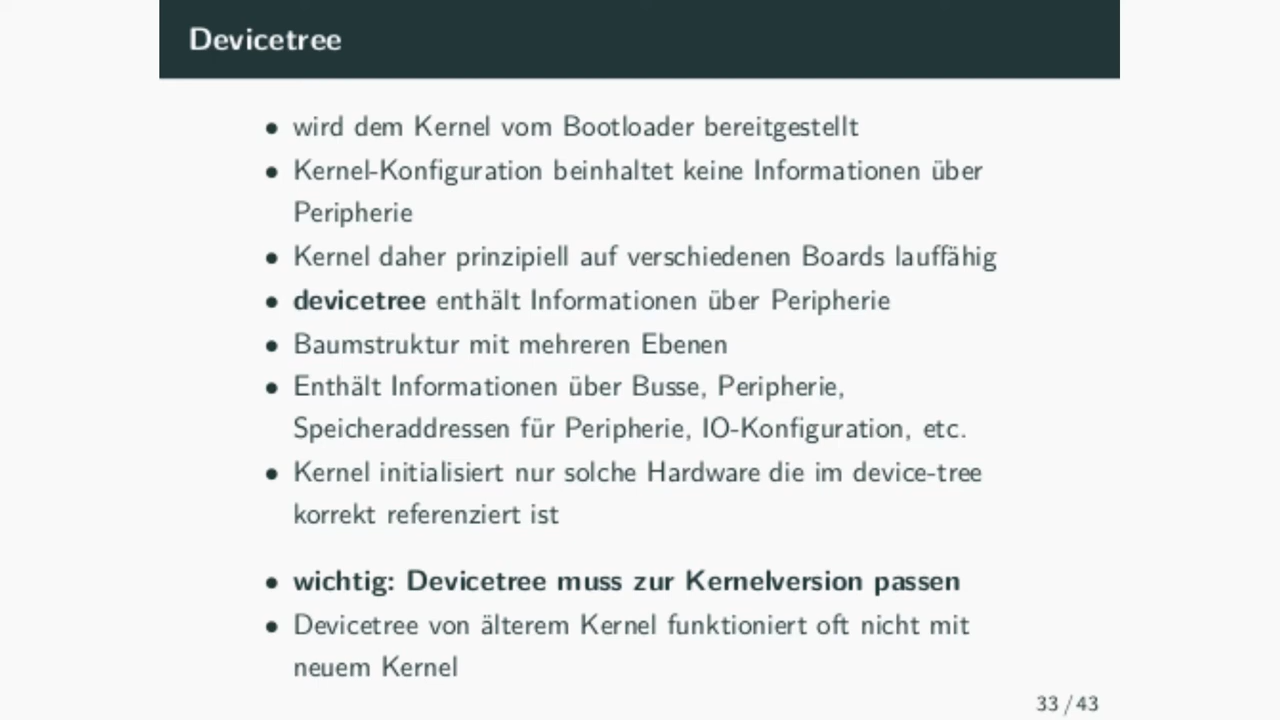 Devicetree
• wird dem Kernel vom Bootloader bereitgestellt
• Kernel-Konfiguration beinhaltet keine Informationen über
Peripherie
• Kernel daher prinzipiell auf verschiedenen Boards lauffähig
• devicetree enthält Informationen über Peripherie
• Baumstruktur mit mehreren Ebenen
• Enthält Informationen über Busse, Peripherie,
Speicheraddressen für Peripherie, IO-Konfiguration, etc.
• Kernel initialisiert nur solche Hardware die im device-tree
korrekt referenziert ist
• wichtig: Devicetree muss zur Kernelversion passen
• Devicetree von älterem Kernel funktioniert oft nicht mit
neuem Kernel
33 / 43